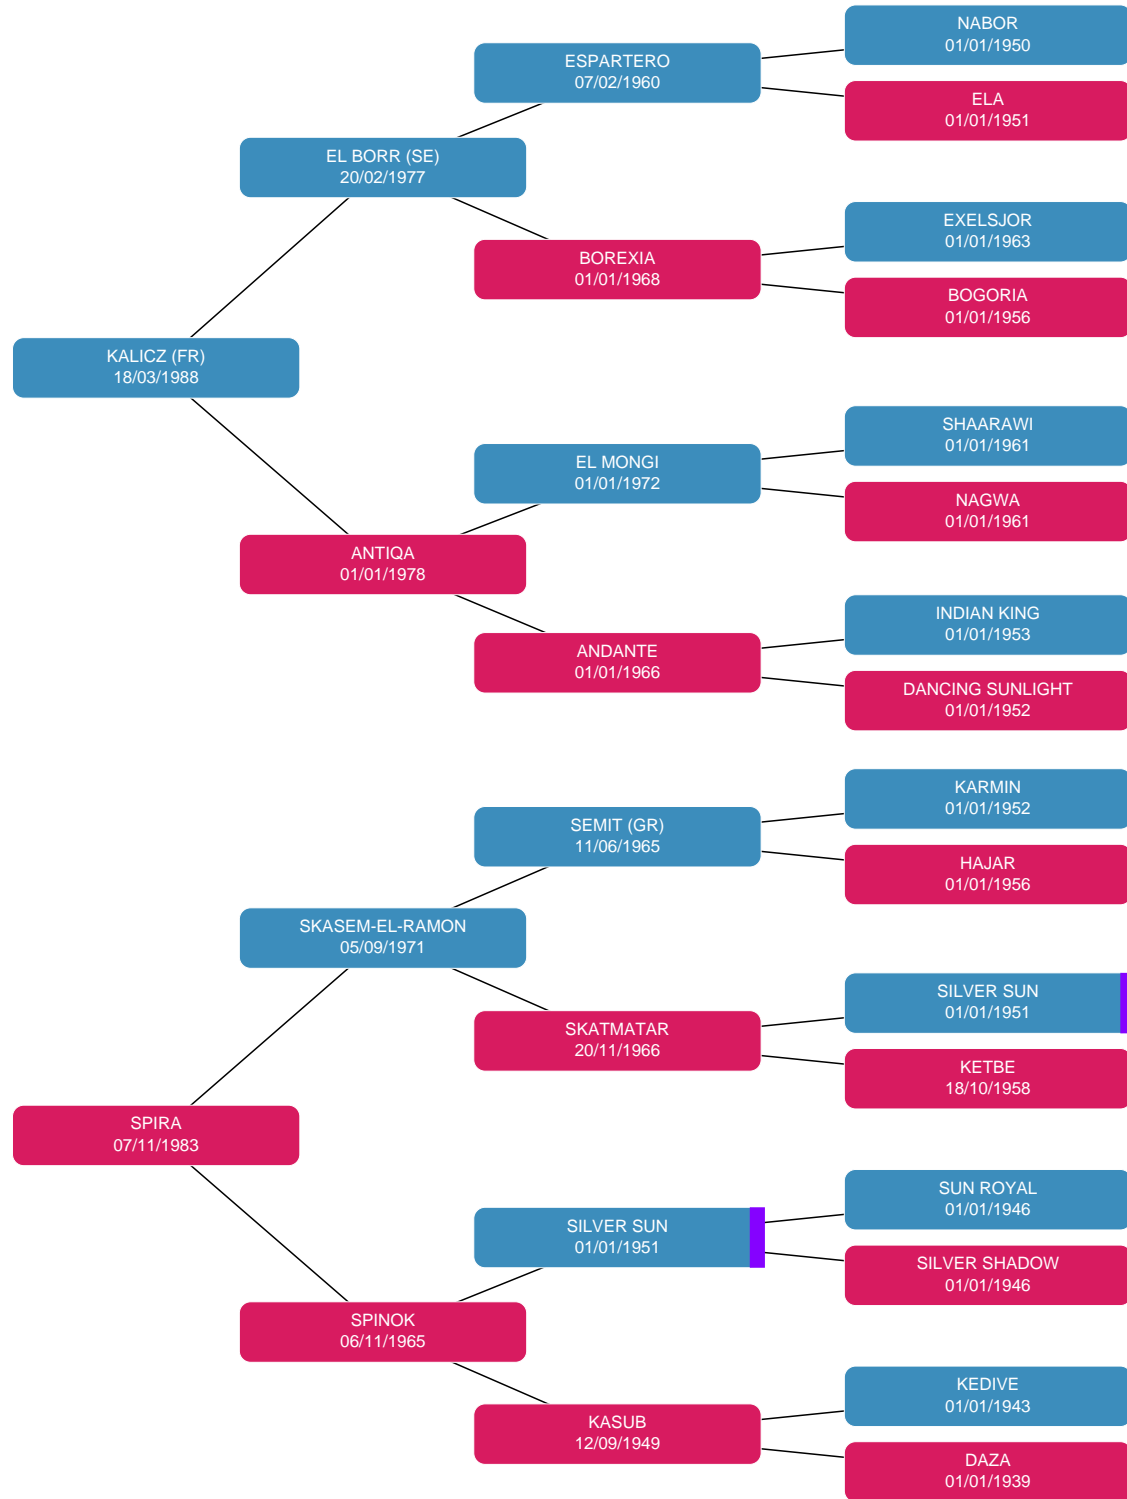 NABOR
01/01/1950
ESPARTERO
07/02/1960
ELA
01/01/1951
EL BORR (SE)
20/02/1977
EXELSJOR
01/01/1963
BOREXIA
01/01/1968
BOGORIA
01/01/1956
KALICZ (FR)
18/03/1988
SHAARAWI
01/01/1961
EL MONGI
01/01/1972
NAGWA
01/01/1961
ANTIQA
01/01/1978
INDIAN KING
01/01/1953
ANDANTE
01/01/1966
DANCING SUNLIGHT
01/01/1952
KARMIN
01/01/1952
SEMIT (GR)
11/06/1965
HAJAR
01/01/1956
SKASEM-EL-RAMON
05/09/1971
SILVER SUN
01/01/1951
SKATMATAR
20/11/1966
KETBE
18/10/1958
SPIRA
07/11/1983
SUN ROYAL
01/01/1946
SILVER SUN
01/01/1951
SILVER SHADOW
01/01/1946
SPINOK
06/11/1965
KEDIVE
01/01/1943
KASUB
12/09/1949
DAZA
01/01/1939